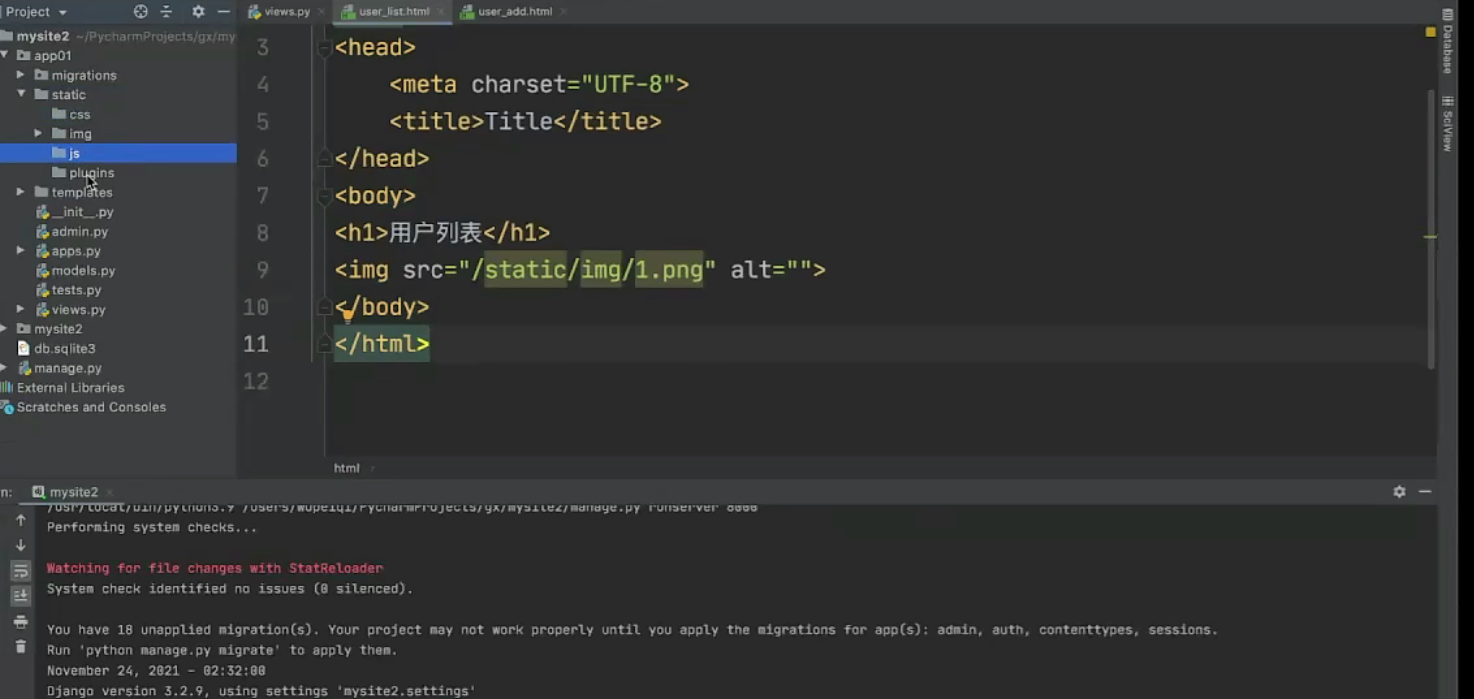 Project
views.py
user_list.html
user_add.html
mysite2 ~/PycharmProjects/gx/my
app01
migrations
static
css
img
js
plugins
templates
__init__.py
admin.py
apps.py
models.py
tests.py
views.py
mysite2
db.sqlite3
manage.py
External Libraries
Scratches and Consoles
3 <head>
4 <meta charset="UTF-8">
5 <title>Title</title>
6 </head>
7 <body>
8 <h1>用户列表</h1>
9 <img src="/static/img/1.png" alt="">
10 </body>
11 </html>
12
html
Database
SciView
n: mysite2
/usr/local/bin/python3.9 /Users/wupeiqi/PycharmProjects/gx/mysite2/manage.py runserver 8000
Performing system checks...
Watching for file changes with StatReloader
System check identified no issues (0 silenced).
You have 18 unapplied migration(s). Your project may not work properly until you apply the migrations for app(s): admin, auth, contenttypes, sessions.
Run 'python manage.py migrate' to apply them.
November 24, 2021 - 02:32:08
Django version 3.2.9, using settings 'mysite2.settings'